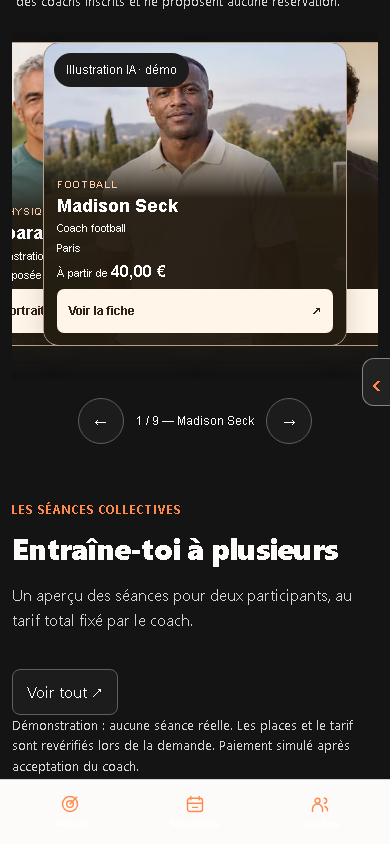 des coachs inscrits et ne proposent aucune réservation.
Illustration IA · démo
FOOTBALL
Madison Seck
Coach football
Paris
À partir de 40,00 €
Voir la fiche ↗
← 1 / 9 — Madison Seck →
LES SÉANCES COLLECTIVES
Entraîne-toi à plusieurs
Un aperçu des séances pour deux participants, au
tarif total fixé par le coach.
Voir tout ↗
Démonstration : aucune séance réelle. Les places et le tarif
sont revérifiés lors de la demande. Paiement simulé après
acceptation du coach.